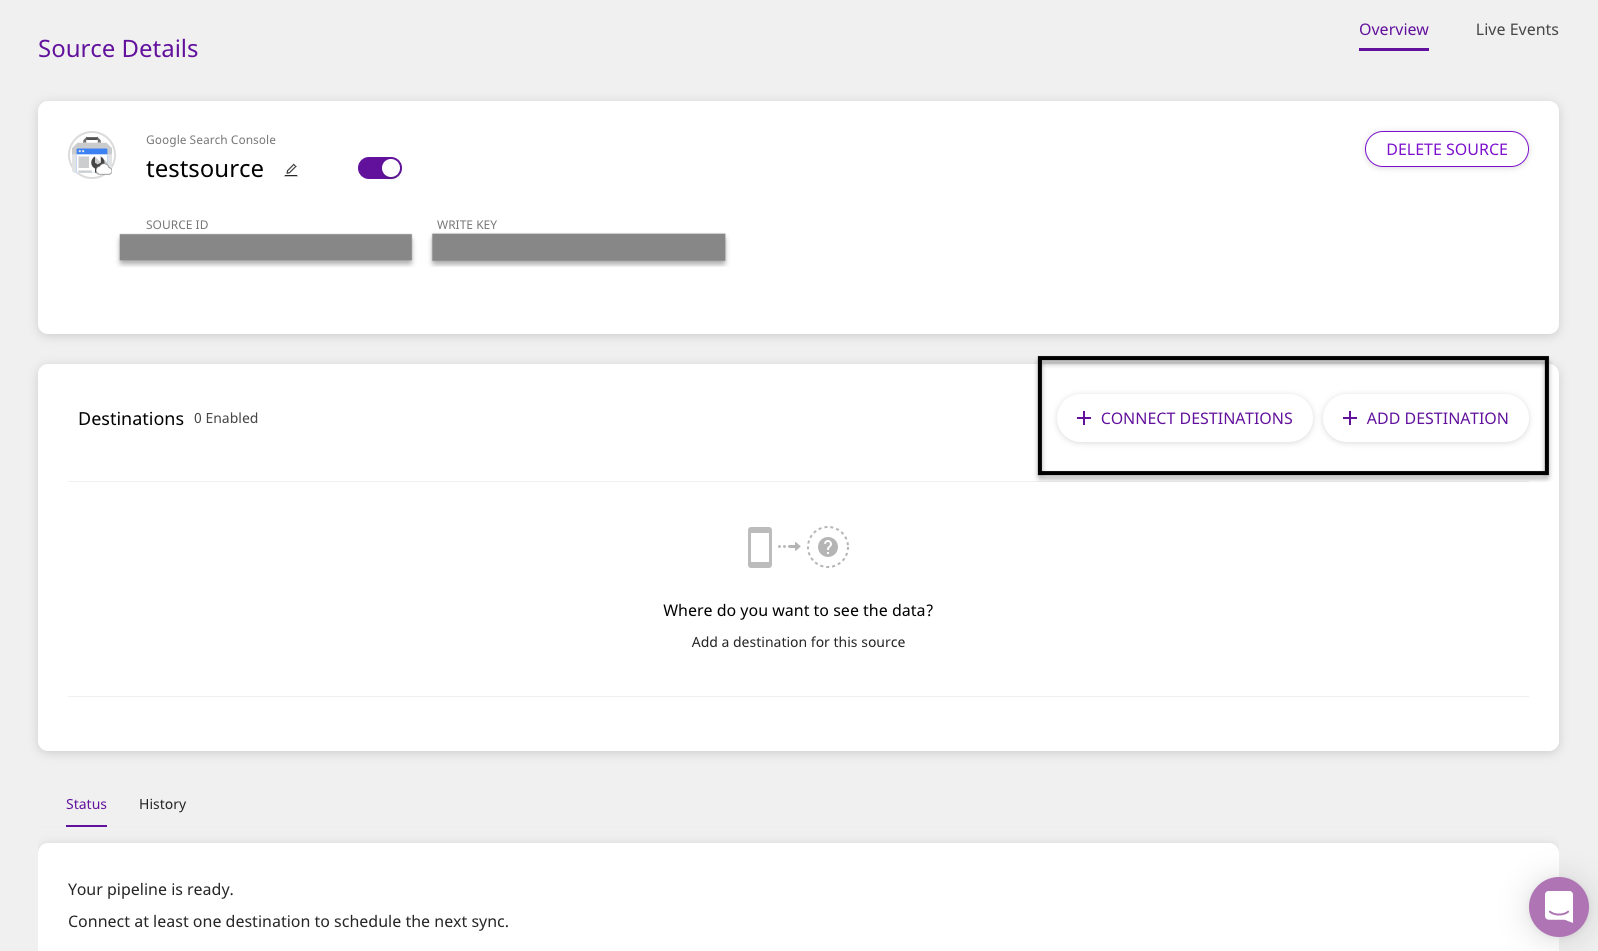 Source Details
Overview
Live Events
Google Search Console
testsource
DELETE SOURCE
SOURCE ID
WRITE KEY
Destinations 0 Enabled
+ CONNECT DESTINATIONS
+ ADD DESTINATION
?
Where do you want to see the data?
Add a destination for this source
Status
History
Your pipeline is ready.
Connect at least one destination to schedule the next sync.